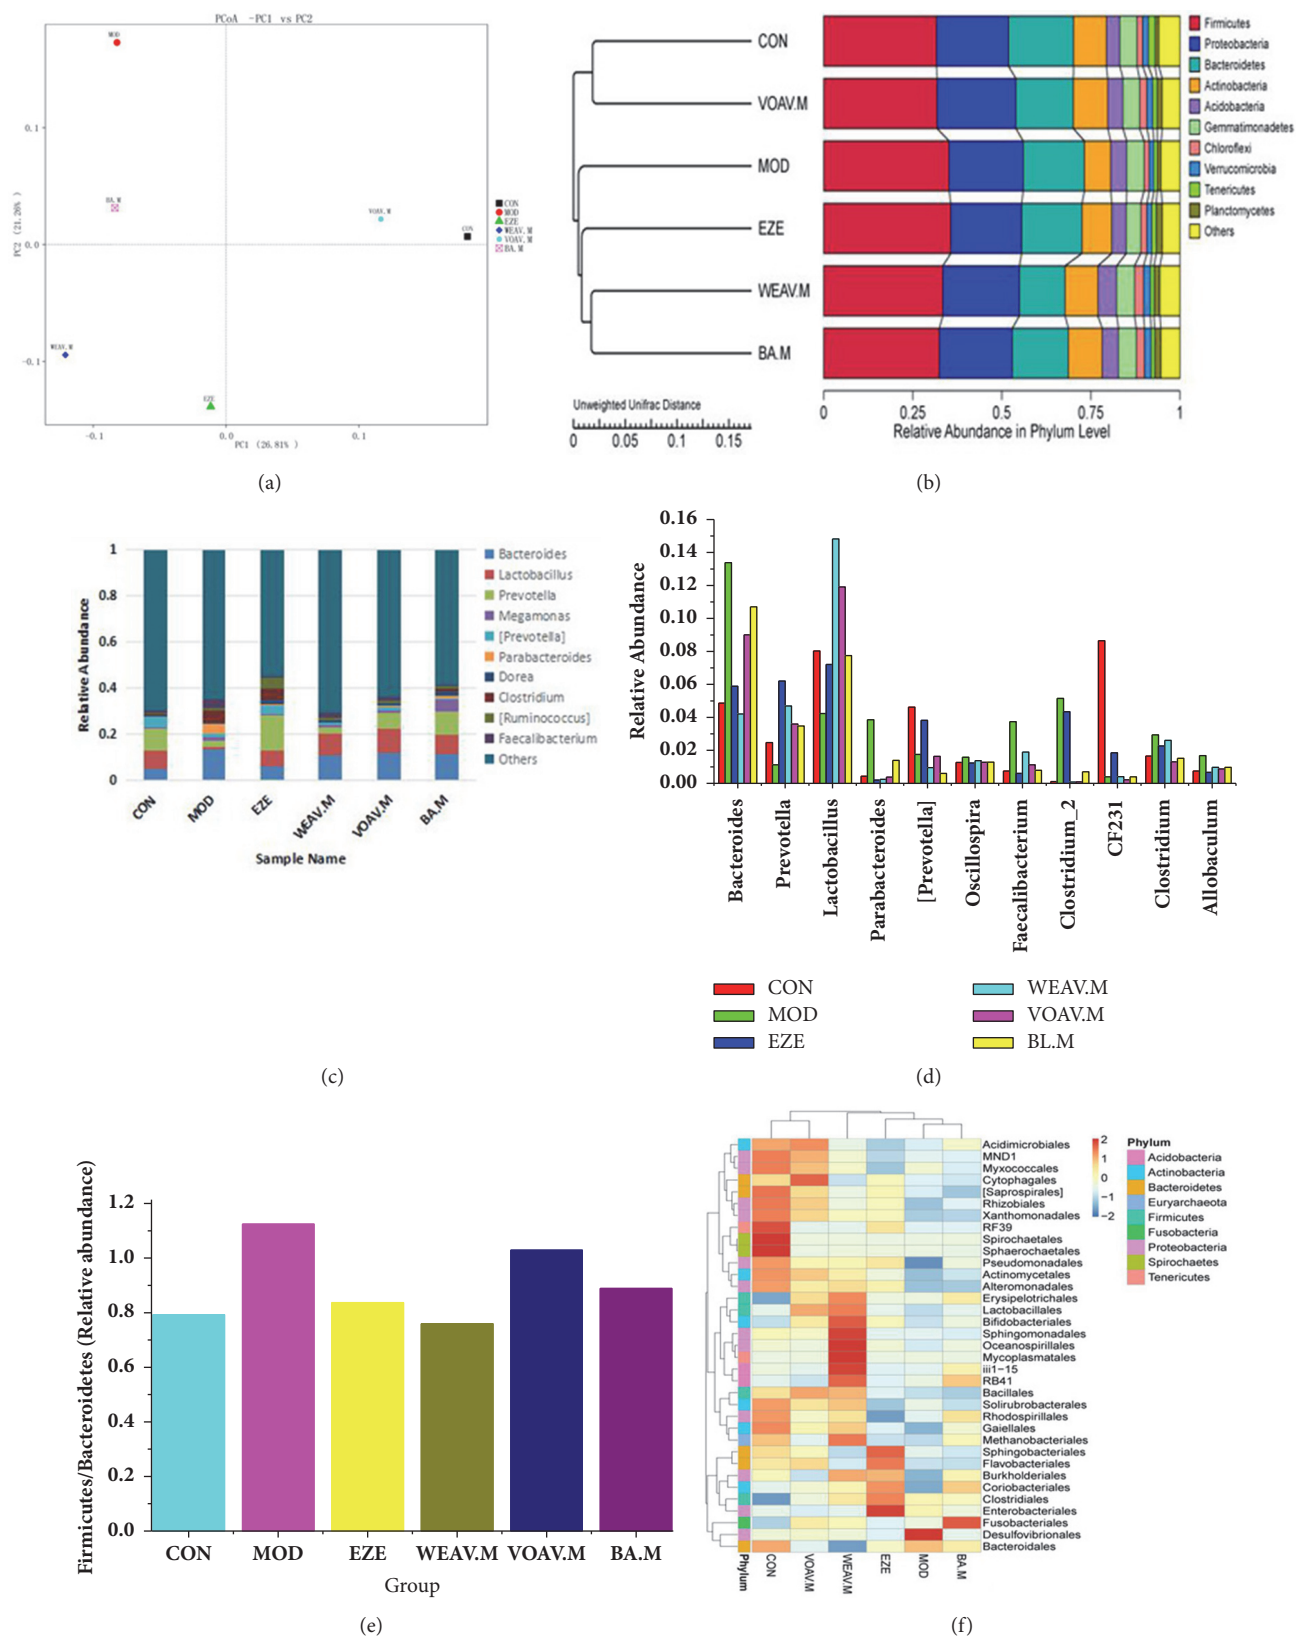 PCoA －PC1 vs PC2
MOD
0.1
BA.M
VOAV.M
CON
0.0
-0.1
WEAV.M
EZE
PC2 (21.26% )
-0.1
0.0
0.1
PC1 (26.81% )
CON
MOD
EZE
WEAV.M
VOAV.M
BA.M
(a)
CON
VOAV.M
MOD
EZE
WEAV.M
BA.M
Unweighted Unifrac Distance
0 0.05 0.1 0.15
0 0.25 0.5 0.75 1
Relative Abundance in Phylum Level
Firmicutes
Proteobacteria
Bacteroidetes
Actinobacteria
Acidobacteria
Gemmatimonadetes
Chloroflexi
Verrucomicrobia
Tenericutes
Planctomycetes
Others
(b)
Relative Abundance
1
0.8
0.6
0.4
0.2
0
CON
MOD
EZE
WEAV.M
VOAV.M
BA.M
Sample Name
Bacteroides
Lactobacillus
Prevotella
Megamonas
[Prevotella]
Parabacteroides
Dorea
Clostridium
[Ruminococcus]
Faecalibacterium
Others
(c)
Relative Abundance
0.16
0.14
0.12
0.10
0.08
0.06
0.04
0.02
0.00
Bacteroides
Prevotella
Lactobacillus
Parabacteroides
[Prevotella]
Oscillospira
Faecalibacterium
Clostridium_2
CF231
Clostridium
Allobaculum
CON
MOD
EZE
WEAV.M
VOAV.M
BL.M
(d)
Firmicutes/Bacteroidetes (Relative abundance)
1.2
1.0
0.8
0.6
0.4
0.2
0.0
CON MOD EZE WEAV.M VOAV.M BA.M
Group
(e)
Acidimicrobiales
MND1
Myxococcales
Cytophagales
[Saprospirales]
Rhizobiales
Xanthomonadales
RF39
Spirochaetales
Sphaerochaetales
Pseudomonadales
Actinomycetales
Alteromonadales
Erysipelotrichales
Lactobacillales
Bifidobacteriales
Sphingomonadales
Oceanospirillales
Mycoplasmatales
iii1−15
RB41
Bacillales
Solirubrobacterales
Rhodospirillales
Gaiellales
Methanobacteriales
Sphingobacteriales
Flavobacteriales
Burkholderiales
Coriobacteriales
Clostridiales
Enterobacteriales
Fusobacteriales
Desulfovibrionales
Bacteroidales
Phylum
CON
VOAV.M
WEAV.M
EZE
MOD
BA.M
2
1
0
−1
−2
Phylum
Acidobacteria
Actinobacteria
Bacteroidetes
Euryarchaeota
Firmicutes
Fusobacteria
Proteobacteria
Spirochaetes
Tenericutes
(f)